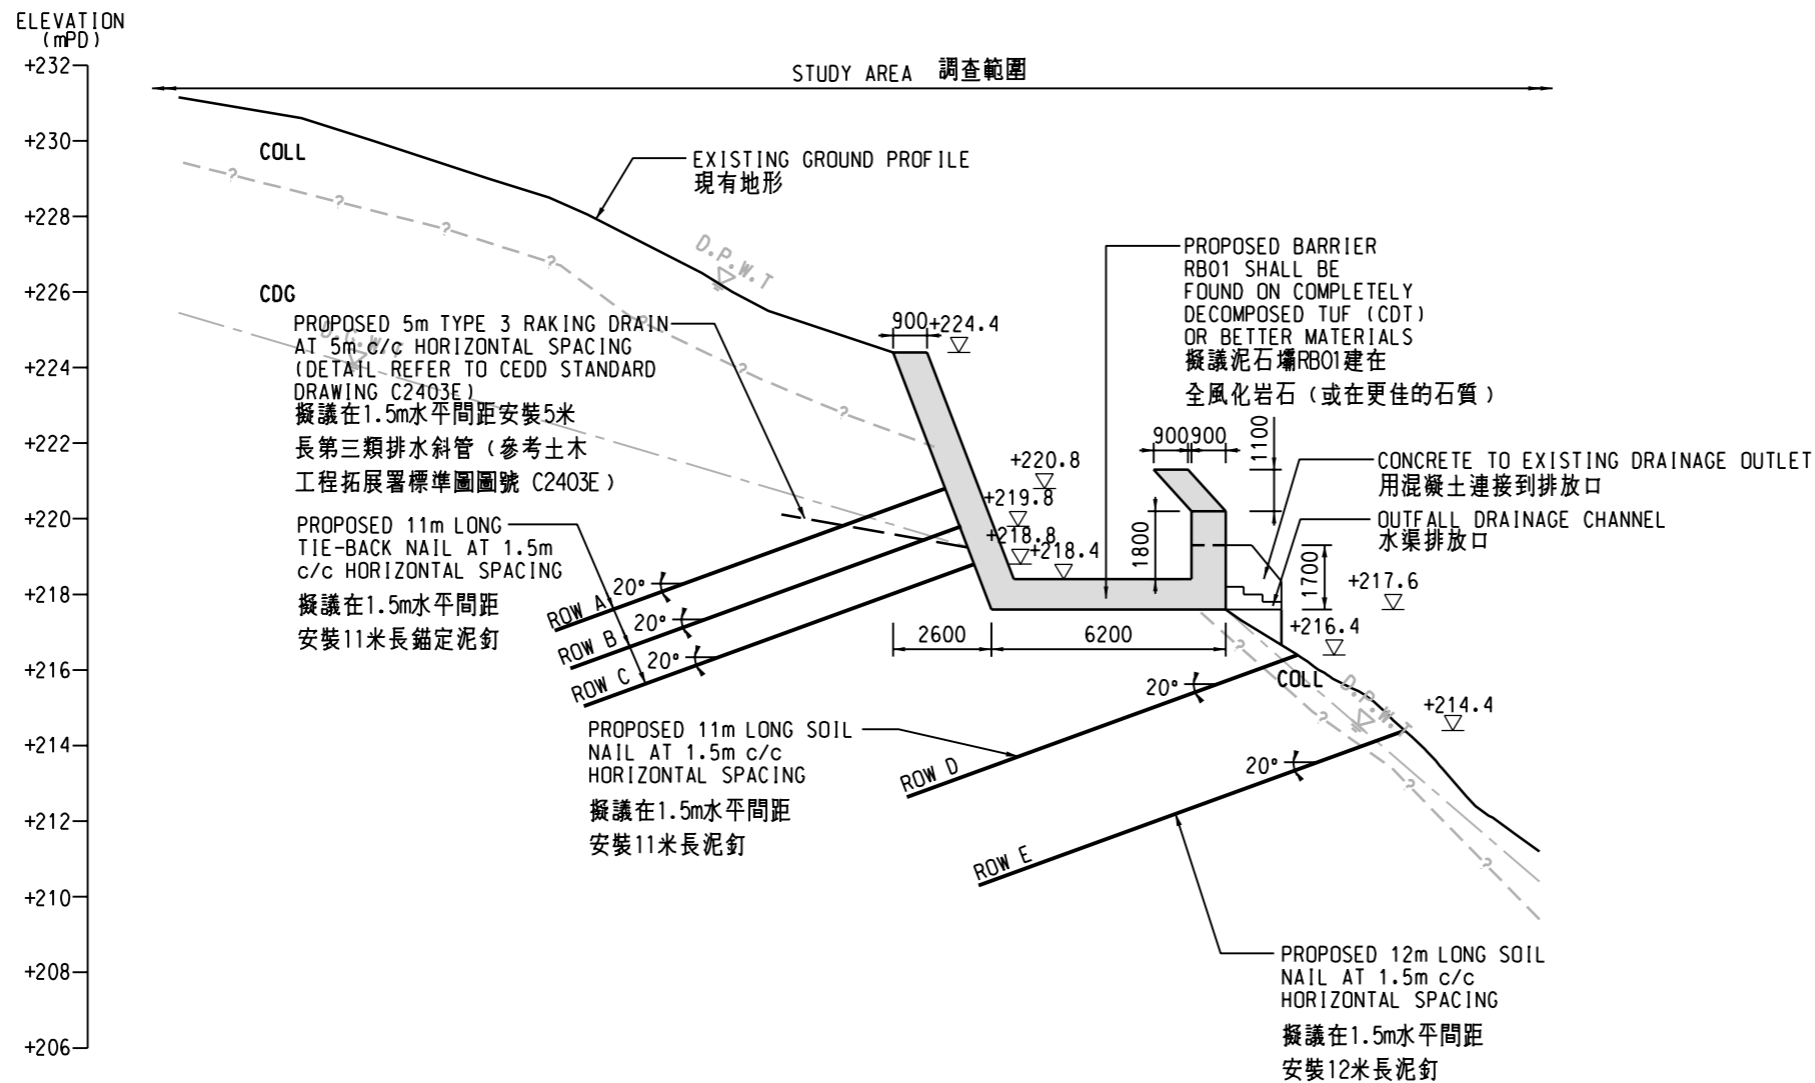 ELEVATION
(mPD)
+232
+230
+228
+226
+224
+222
+220
+218
+216
+214
+212
+210
+208
+206
STUDY AREA 調查範圍
COLL
EXISTING GROUND PROFILE
現有地形
D.P.W.T
CDG
PROPOSED 5m TYPE 3 RAKING DRAIN
AT 5m c/c HORIZONTAL SPACING
(DETAIL REFER TO CEDD STANDARD
DRAWING C2403E)
擬議在1.5m水平間距安裝5米
長第三類排水斜管（參考土木
工程拓展署標準圖圖號 C2403E）
D.G.W.T
PROPOSED 11m LONG
TIE-BACK NAIL AT 1.5m
c/c HORIZONTAL SPACING
擬議在1.5m水平間距
安裝11米長錨定泥釘
ROW A
20°
ROW B
20°
ROW C
20°
900
+224.4
PROPOSED BARRIER
RB01 SHALL BE
FOUND ON COMPLETELY
DECOMPOSED TUF (CDT)
OR BETTER MATERIALS
擬議泥石壩RB01建在
全風化岩石（或在更佳的石質）
900
900
1100
+220.8
+219.8
+218.8
+218.4
1800
1700
CONCRETE TO EXISTING DRAINAGE OUTLET
用混凝土連接到排放口
OUTFALL DRAINAGE CHANNEL
水渠排放口
+217.6
+216.4
2600
6200
COLL
D.P.W.T
+214.4
PROPOSED 11m LONG SOIL
NAIL AT 1.5m c/c
HORIZONTAL SPACING
擬議在1.5m水平間距
安裝11米長泥釘
20°
ROW D
20°
ROW E
PROPOSED 12m LONG SOIL
NAIL AT 1.5m c/c
HORIZONTAL SPACING
擬議在1.5m水平間距
安裝12米長泥釘